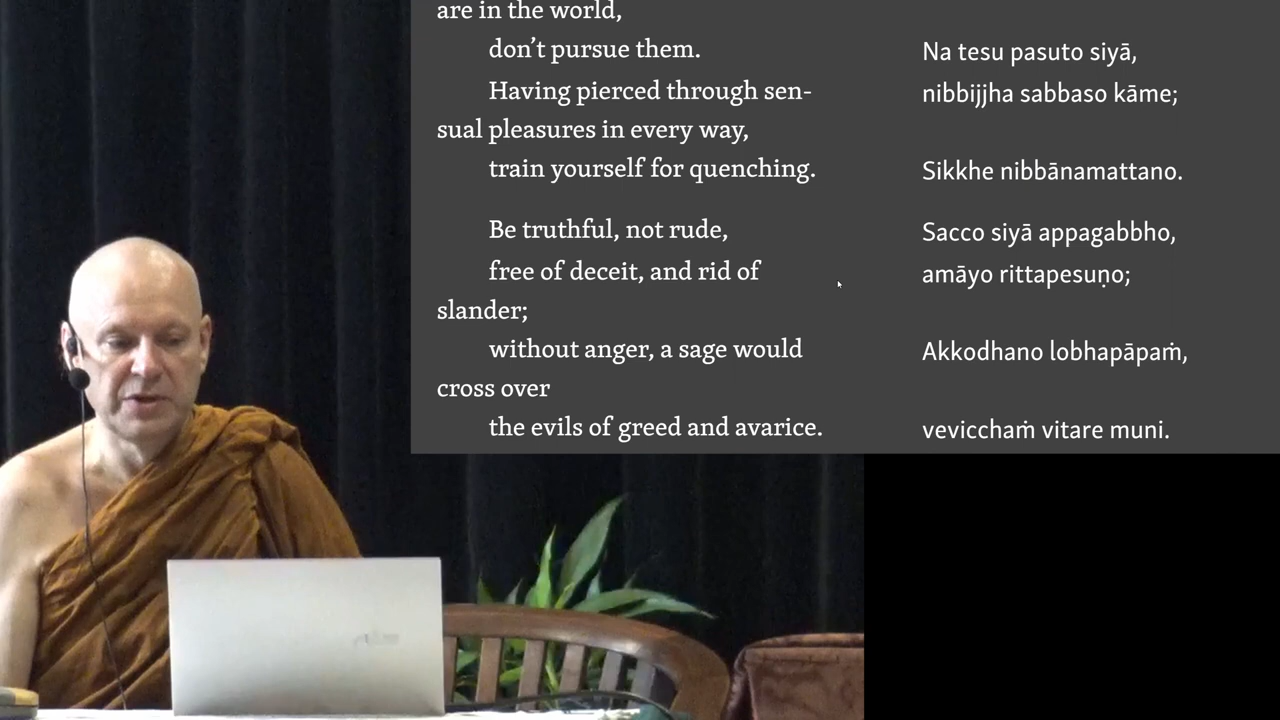 are in the world,
don’t pursue them.
Having pierced through sen-
sual pleasures in every way,
train yourself for quenching.
Be truthful, not rude,
free of deceit, and rid of
slander;
without anger, a sage would
cross over
the evils of greed and avarice.
Na tesu pasuto siyā,
nibbijjha sabbaso kāme;
Sikkhe nibbānamattano.
Sacco siyā appagabbho,
amāyo rittapesuṇo;
Akkodhano lobhapāpaṁ,
vevicchaṁ vitare muni.